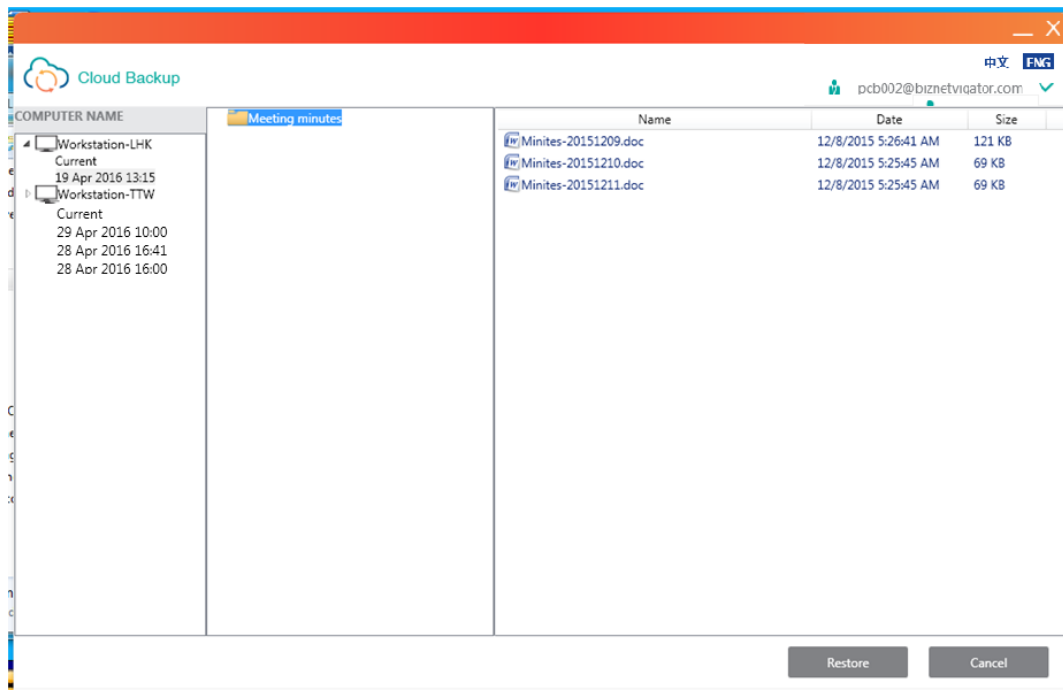 中文 ENG
Cloud Backup
pcb002@biznetvigator.com
COMPUTER NAME
Meeting minutes
Name Date Size
Workstation-LHK
Current
19 Apr 2016 13:15
Workstation-TTW
Current
29 Apr 2016 10:00
28 Apr 2016 16:41
28 Apr 2016 16:00
Minites-20151209.doc 12/8/2015 5:26:41 AM 121 KB
Minites-20151210.doc 12/8/2015 5:25:45 AM 69 KB
Minites-20151211.doc 12/8/2015 5:25:45 AM 69 KB
Restore Cancel